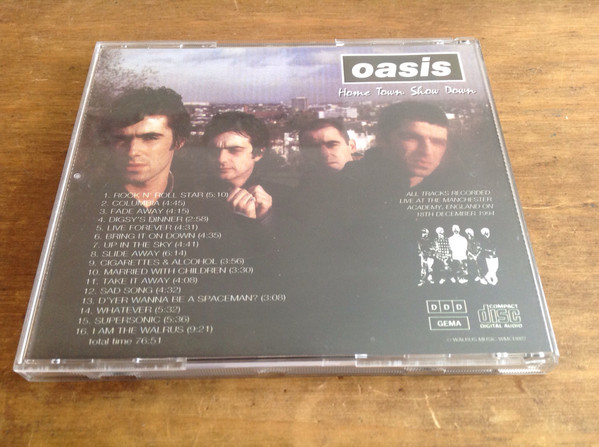 oasis
Home Town Show Down
1. ROCK N' ROLL STAR (5:10)
2. COLUMBIA (4:45)
3. FADE AWAY (4:15)
4. DIGSY'S DINNER (2:58)
5. LIVE FOREVER (4:31)
6. BRING IT ON DOWN (4:35)
7. UP IN THE SKY (4:41)
8. SLIDE AWAY (6:14)
9. CIGARETTES & ALCOHOL (3:56)
10. MARRIED WITH CHILDREN (3:30)
11. TAKE IT AWAY (4:08)
12. SAD SONG (4:32)
13. D'YER WANNA BE A SPACEMAN? (3:08)
14. WHATEVER (5:32)
15. SUPERSONIC (5:36)
16. I AM THE WALRUS (9:21)
total time 76:51
ALL TRACKS RECORDED
LIVE AT THE MANCHESTER
ACADEMY, ENGLAND ON
18TH DECEMBER 1994
D D D
GEMA
COMPACT
disc
DIGITAL AUDIO
WALRUS MUSIC